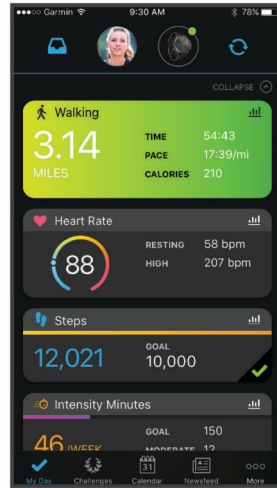 Garmin 9:30 AM 78%
COLLAPSE
Walking
3.14
MILES
TIME 54:43
PACE 17:39/mi
CALORIES 210
Heart Rate
88
RESTING 58 bpm
HIGH 207 bpm
Steps
12,021
GOAL
10,000
Intensity Minutes
46 /WEEK
GOAL 150
MODERATE 12
31
My Day Challenges Calendar Newsfeed More